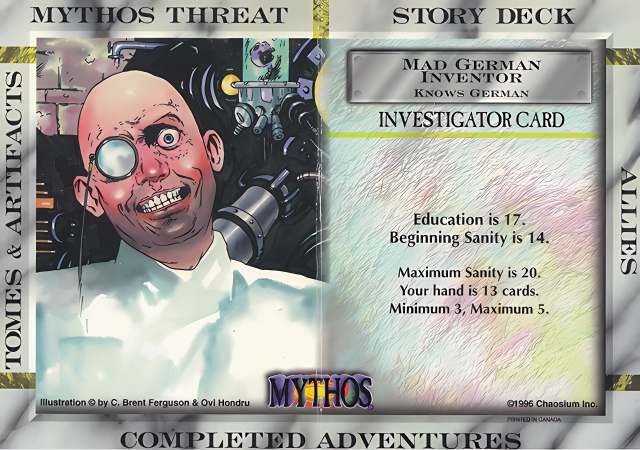 MYTHOS THREAT
STORY DECK
TOMES & ARTIFACTS
ALLIES
MAD GERMAN
INVENTOR
KNOWS GERMAN
INVESTIGATOR CARD
Education is 17.
Beginning Sanity is 14.
Maximum Sanity is 20.
Your hand is 13 cards.
Minimum 3, Maximum 5.
Illustration © by C. Brent Ferguson & Ovi Hondru
MYTHOS
©1996 Chaosium Inc.
PRINTED IN CANADA
COMPLETED ADVENTURES